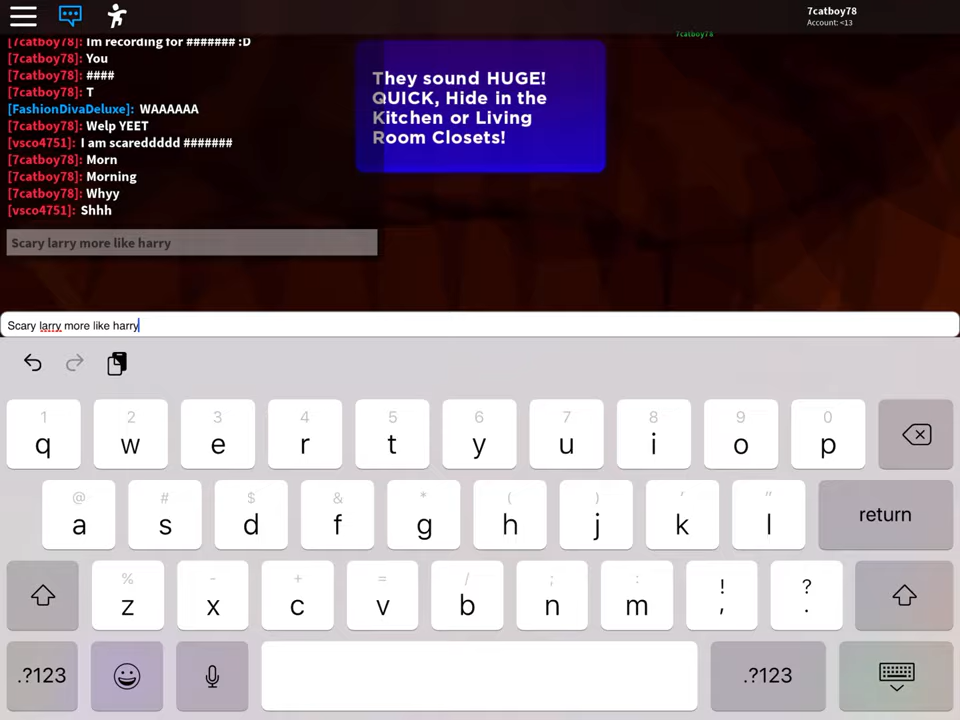 7catboy78
Account: <13
7catboy78
[7catboy78]: Im recording for ####### :D
[7catboy78]: You
[7catboy78]: ####
[7catboy78]: T
[FashionDivaDeluxe]: WAAAAAA
[7catboy78]: Welp YEET
[vsco4751]: I am scareddddd #######
[7catboy78]: Morn
[7catboy78]: Morning
[7catboy78]: Whyy
[vsco4751]: Shhh
They sound HUGE!
QUICK, Hide in the
Kitchen or Living
Room Closets!
Scary larry more like harry
Scary larry more like harry
1 2 3 4 5 6 7 8 9 0
q w e r t y u i o p
@ # $ & * ( ) ' "
a s d f g h j k l return
% - + = / ; : ! ?
z x c v b n m , .
.?123 .?123